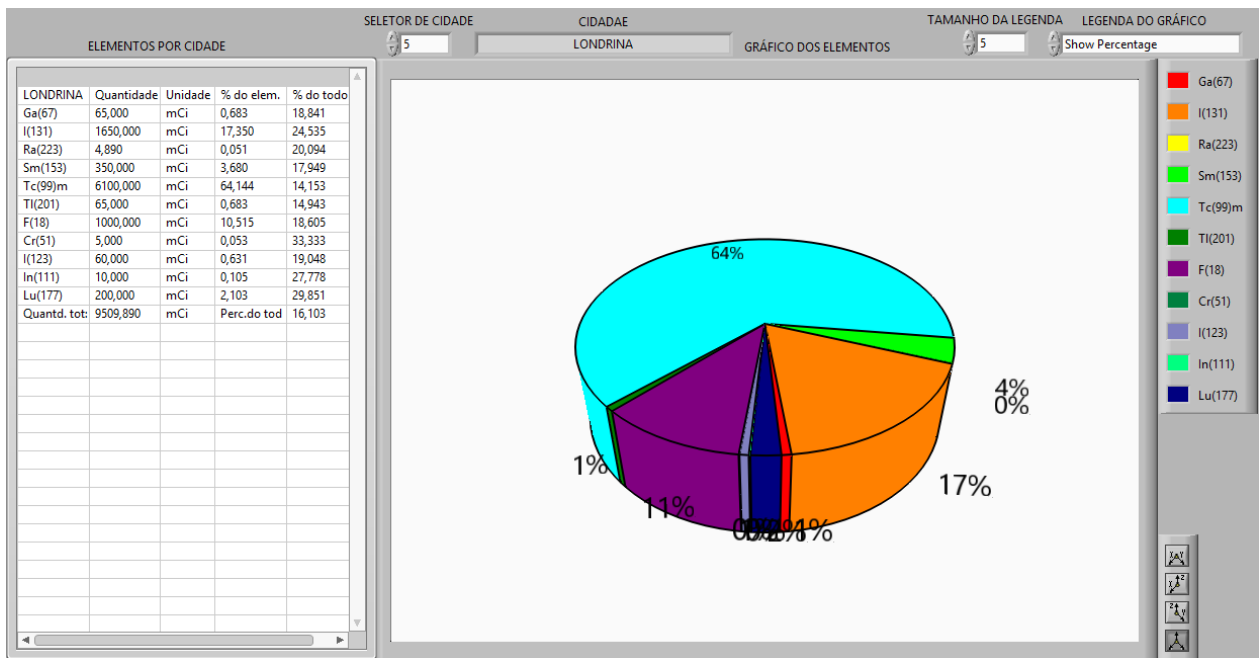 SELETOR DE CIDADE CIDADAE TAMANHO DA LEGENDA LEGENDA DO GRÁFICO
ELEMENTOS POR CIDADE 5 LONDRINA GRÁFICO DOS ELEMENTOS 5 Show Percentage
LONDRINA Quantidade Unidade % do elem. % do todo
Ga(67) 65,000 mCi 0,683 18,841
I(131) 1650,000 mCi 17,350 24,535
Ra(223) 4,890 mCi 0,051 20,094
Sm(153) 350,000 mCi 3,680 17,949
Tc(99)m 6100,000 mCi 64,144 14,153
Tl(201) 65,000 mCi 0,683 14,943
F(18) 1000,000 mCi 10,515 18,605
Cr(51) 5,000 mCi 0,053 33,333
I(123) 60,000 mCi 0,631 19,048
In(111) 10,000 mCi 0,105 27,778
Lu(177) 200,000 mCi 2,103 29,851
Quantd. tot: 9509,890 mCi Perc.do tod 16,103
64%
4%
0%
17%
1%
11%
1%
Ga(67)
I(131)
Ra(223)
Sm(153)
Tc(99)m
Tl(201)
F(18)
Cr(51)
I(123)
In(111)
Lu(177)